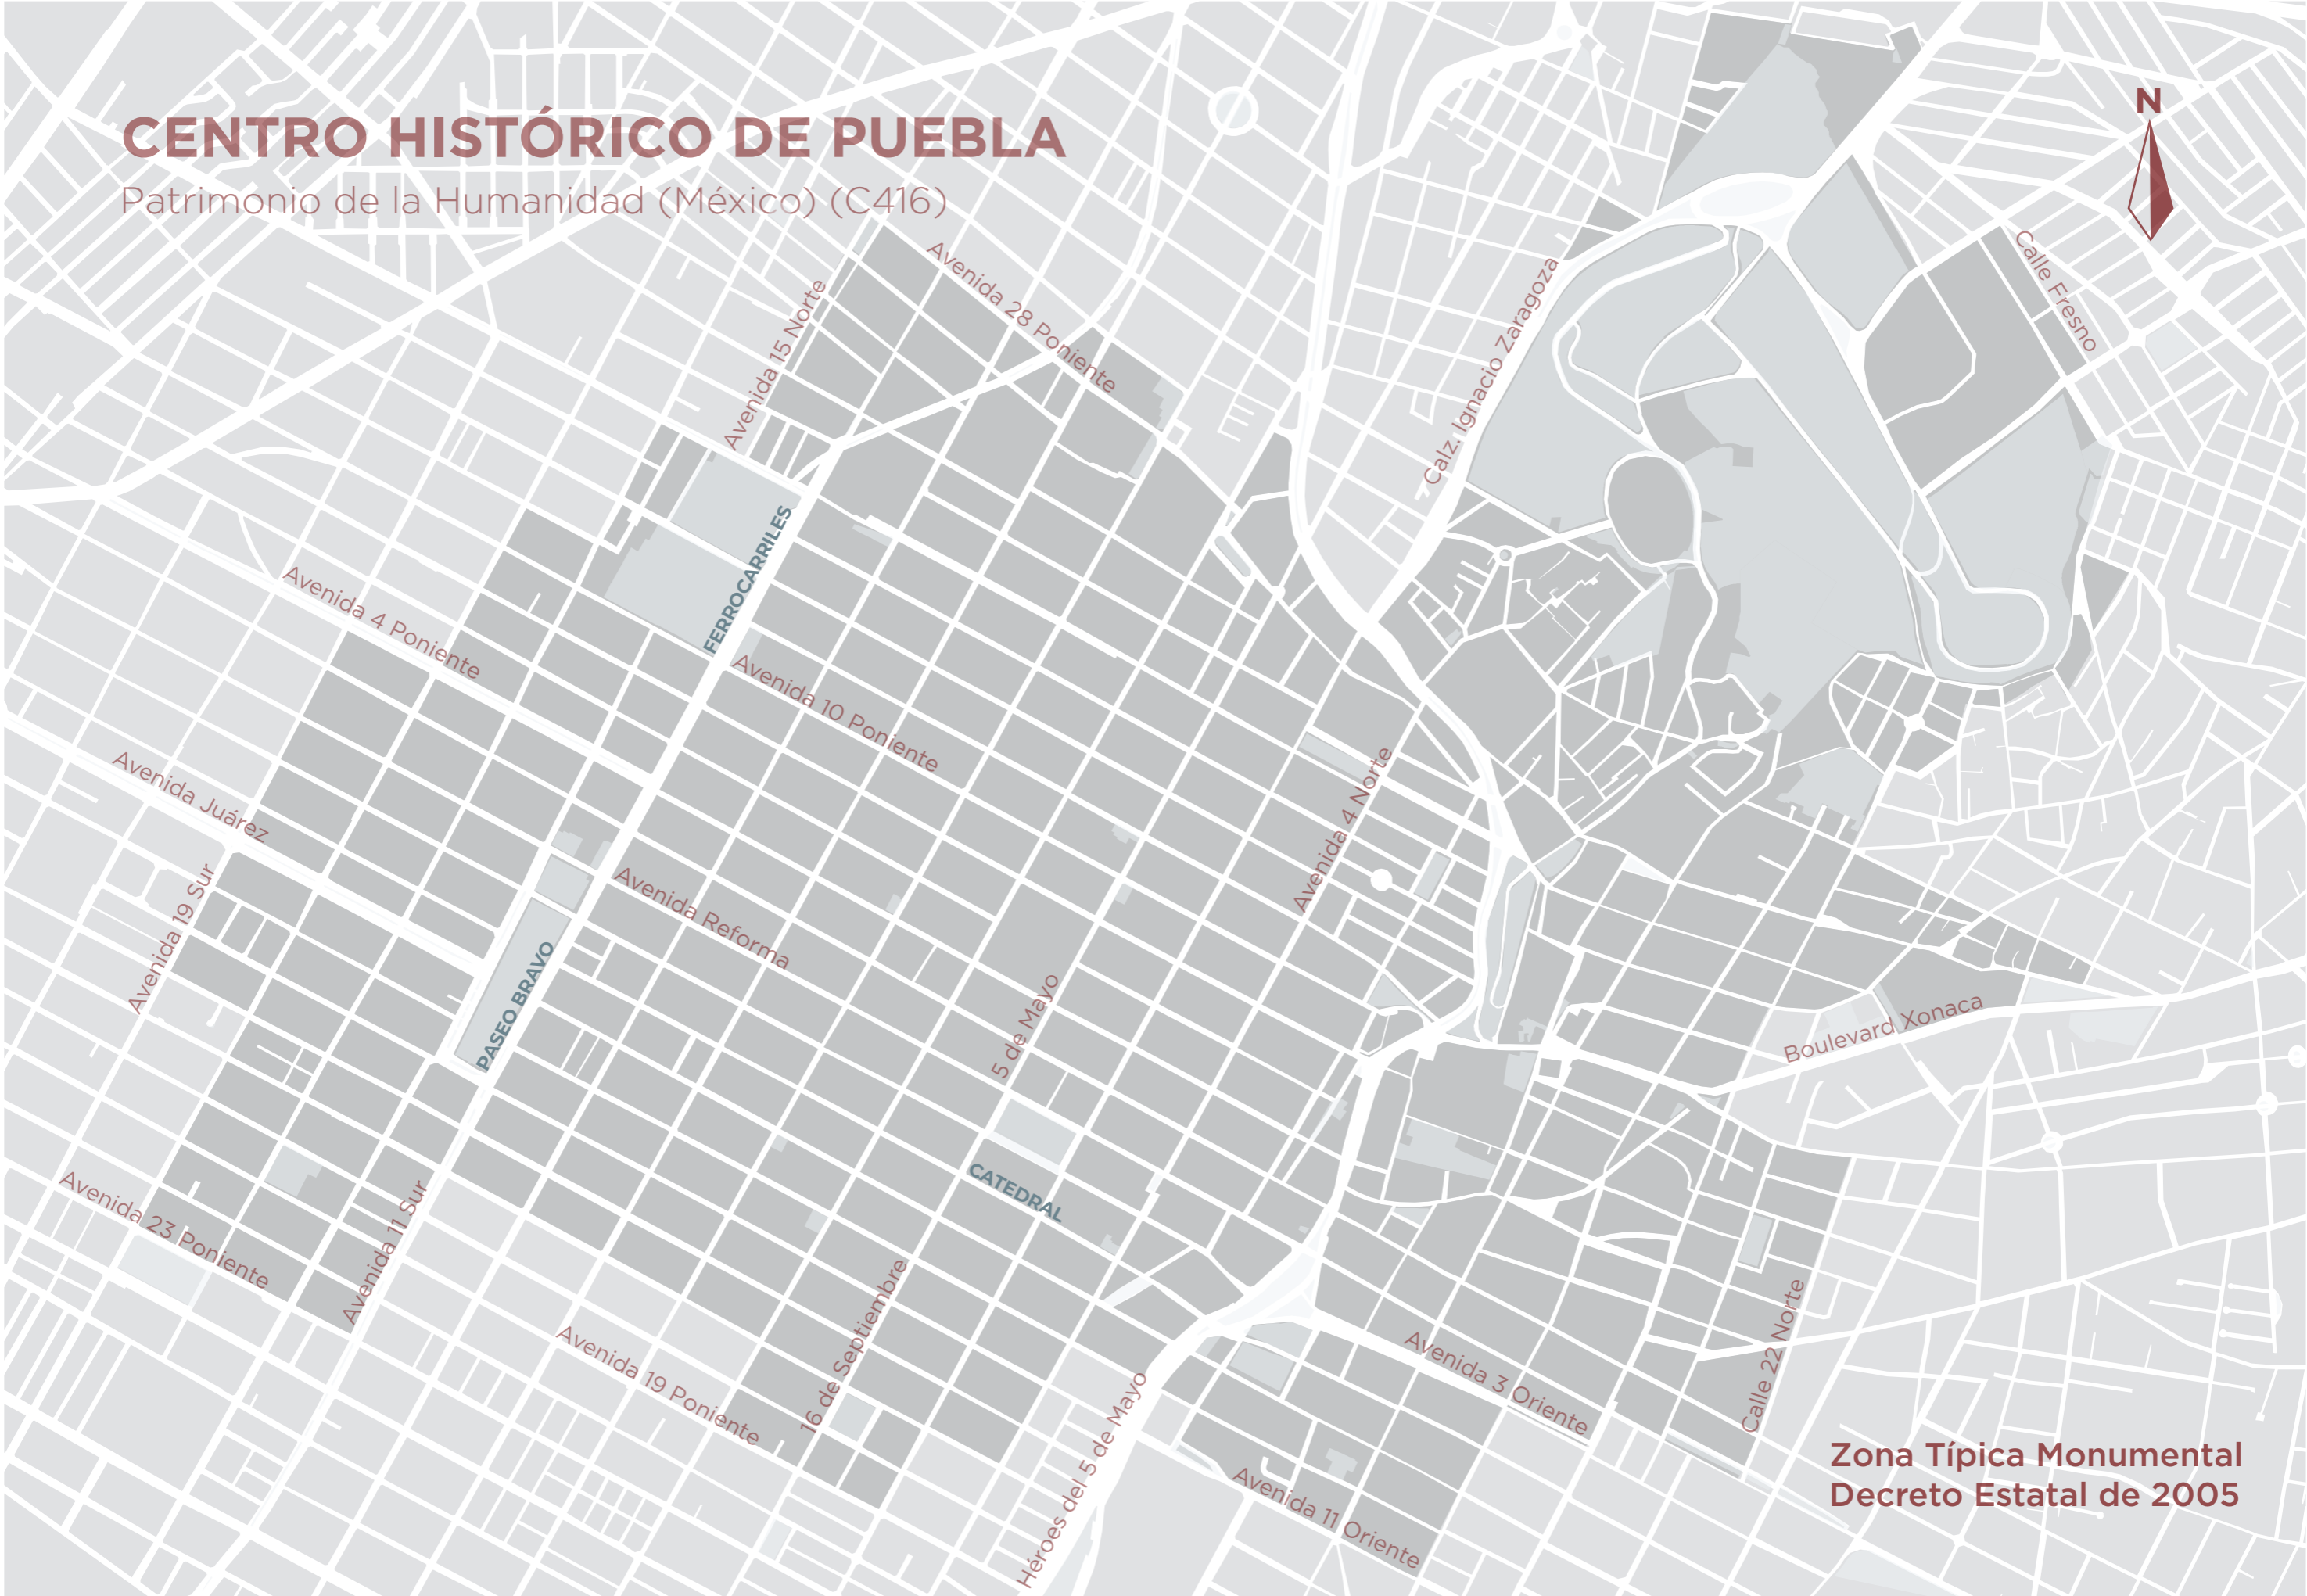 CENTRO HISTÓRICO DE PUEBLA
Patrimonio de la Humanidad (México) (C416)
N
Avenida 28 Poniente
Avenida 15 Norte
Calz. Ignacio Zaragoza
Calle Fresno
FERROCARRILES
Avenida 4 Poniente
Avenida 10 Poniente
Avenida Juárez
Avenida 4 Norte
Avenida 19 Sur
Avenida Reforma
PASEO BRAVO
5 de Mayo
Boulevard Xonaca
CATEDRAL
Avenida 23 Poniente
Avenida 11 Sur
16 de Septiembre
Avenida 19 Poniente
Héroes del 5 de Mayo
Avenida 3 Oriente
Calle 22 Norte
Avenida 11 Oriente
Zona Típica Monumental
Decreto Estatal de 2005